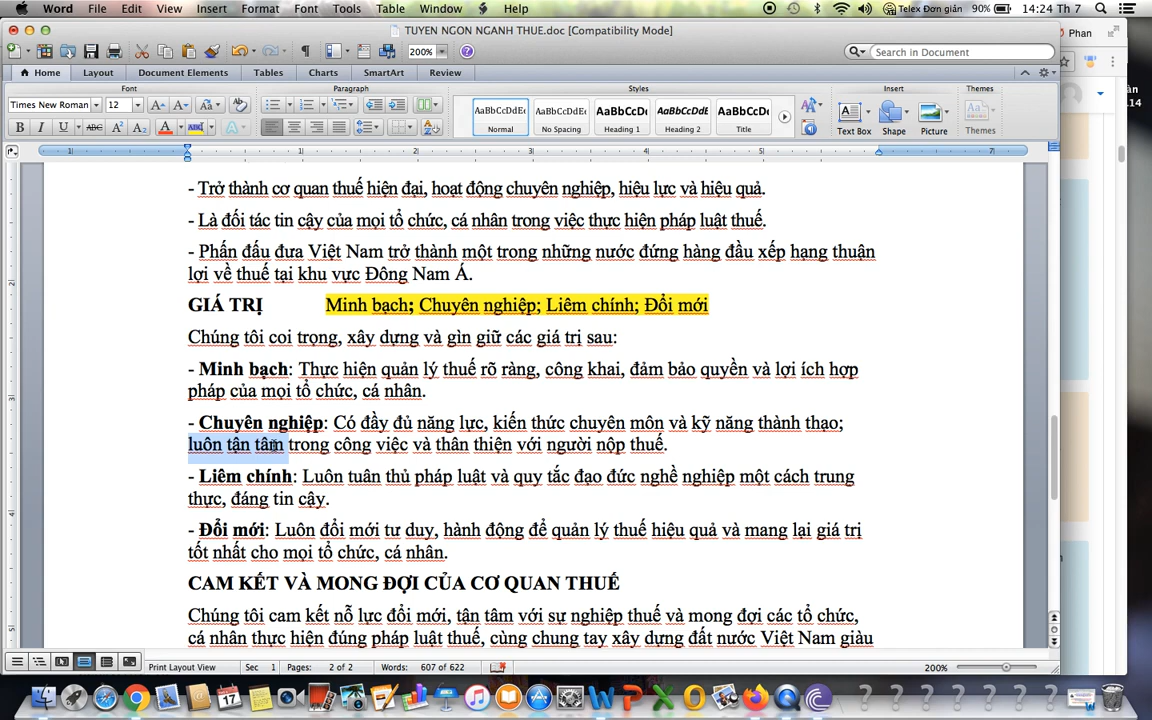 Word File Edit View Insert Format Font Tools Table Window Help Telex Đơn giản 90% 14:24 Th 7
TUYEN NGON NGANH THUE.doc [Compatibility Mode]
Phan
200% Search in Document
Home Layout Document Elements Tables Charts SmartArt Review
Font Paragraph Styles Insert Themes
Times New Roman 12
AaBbCcDdEe AaBbCcDdEe AaBbCcDc AaBbCcDdE AaBbCcDc
Normal No Spacing Heading 1 Heading 2 Title
Text Box Shape Picture Themes
- Trở thành cơ quan thuế hiện đại, hoạt động chuyên nghiệp, hiệu lực và hiệu quả.
- Là đối tác tin cậy của mọi tổ chức, cá nhân trong việc thực hiện pháp luật thuế.
- Phấn đấu đưa Việt Nam trở thành một trong những nước đứng hàng đầu xếp hạng thuận
lợi về thuế tại khu vực Đông Nam Á.
GIÁ TRỊ Minh bạch; Chuyên nghiệp; Liêm chính; Đổi mới
Chúng tôi coi trọng, xây dựng và gìn giữ các giá trị sau:
- Minh bạch: Thực hiện quản lý thuế rõ ràng, công khai, đảm bảo quyền và lợi ích hợp
pháp của mọi tổ chức, cá nhân.
- Chuyên nghiệp: Có đầy đủ năng lực, kiến thức chuyên môn và kỹ năng thành thạo;
luôn tận tâm trong công việc và thân thiện với người nộp thuế.
- Liêm chính: Luôn tuân thủ pháp luật và quy tắc đạo đức nghề nghiệp một cách trung
thực, đáng tin cậy.
- Đổi mới: Luôn đổi mới tư duy, hành động để quản lý thuế hiệu quả và mang lại giá trị
tốt nhất cho mọi tổ chức, cá nhân.
CAM KẾT VÀ MONG ĐỢI CỦA CƠ QUAN THUẾ
Chúng tôi cam kết nỗ lực đổi mới, tận tâm với sự nghiệp thuế và mong đợi các tổ chức,
cá nhân thực hiện đúng pháp luật thuế, cùng chung tay xây dựng đất nước Việt Nam giàu
Print Layout View Sec 1 Pages: 2 of 2 Words: 607 of 622 200%